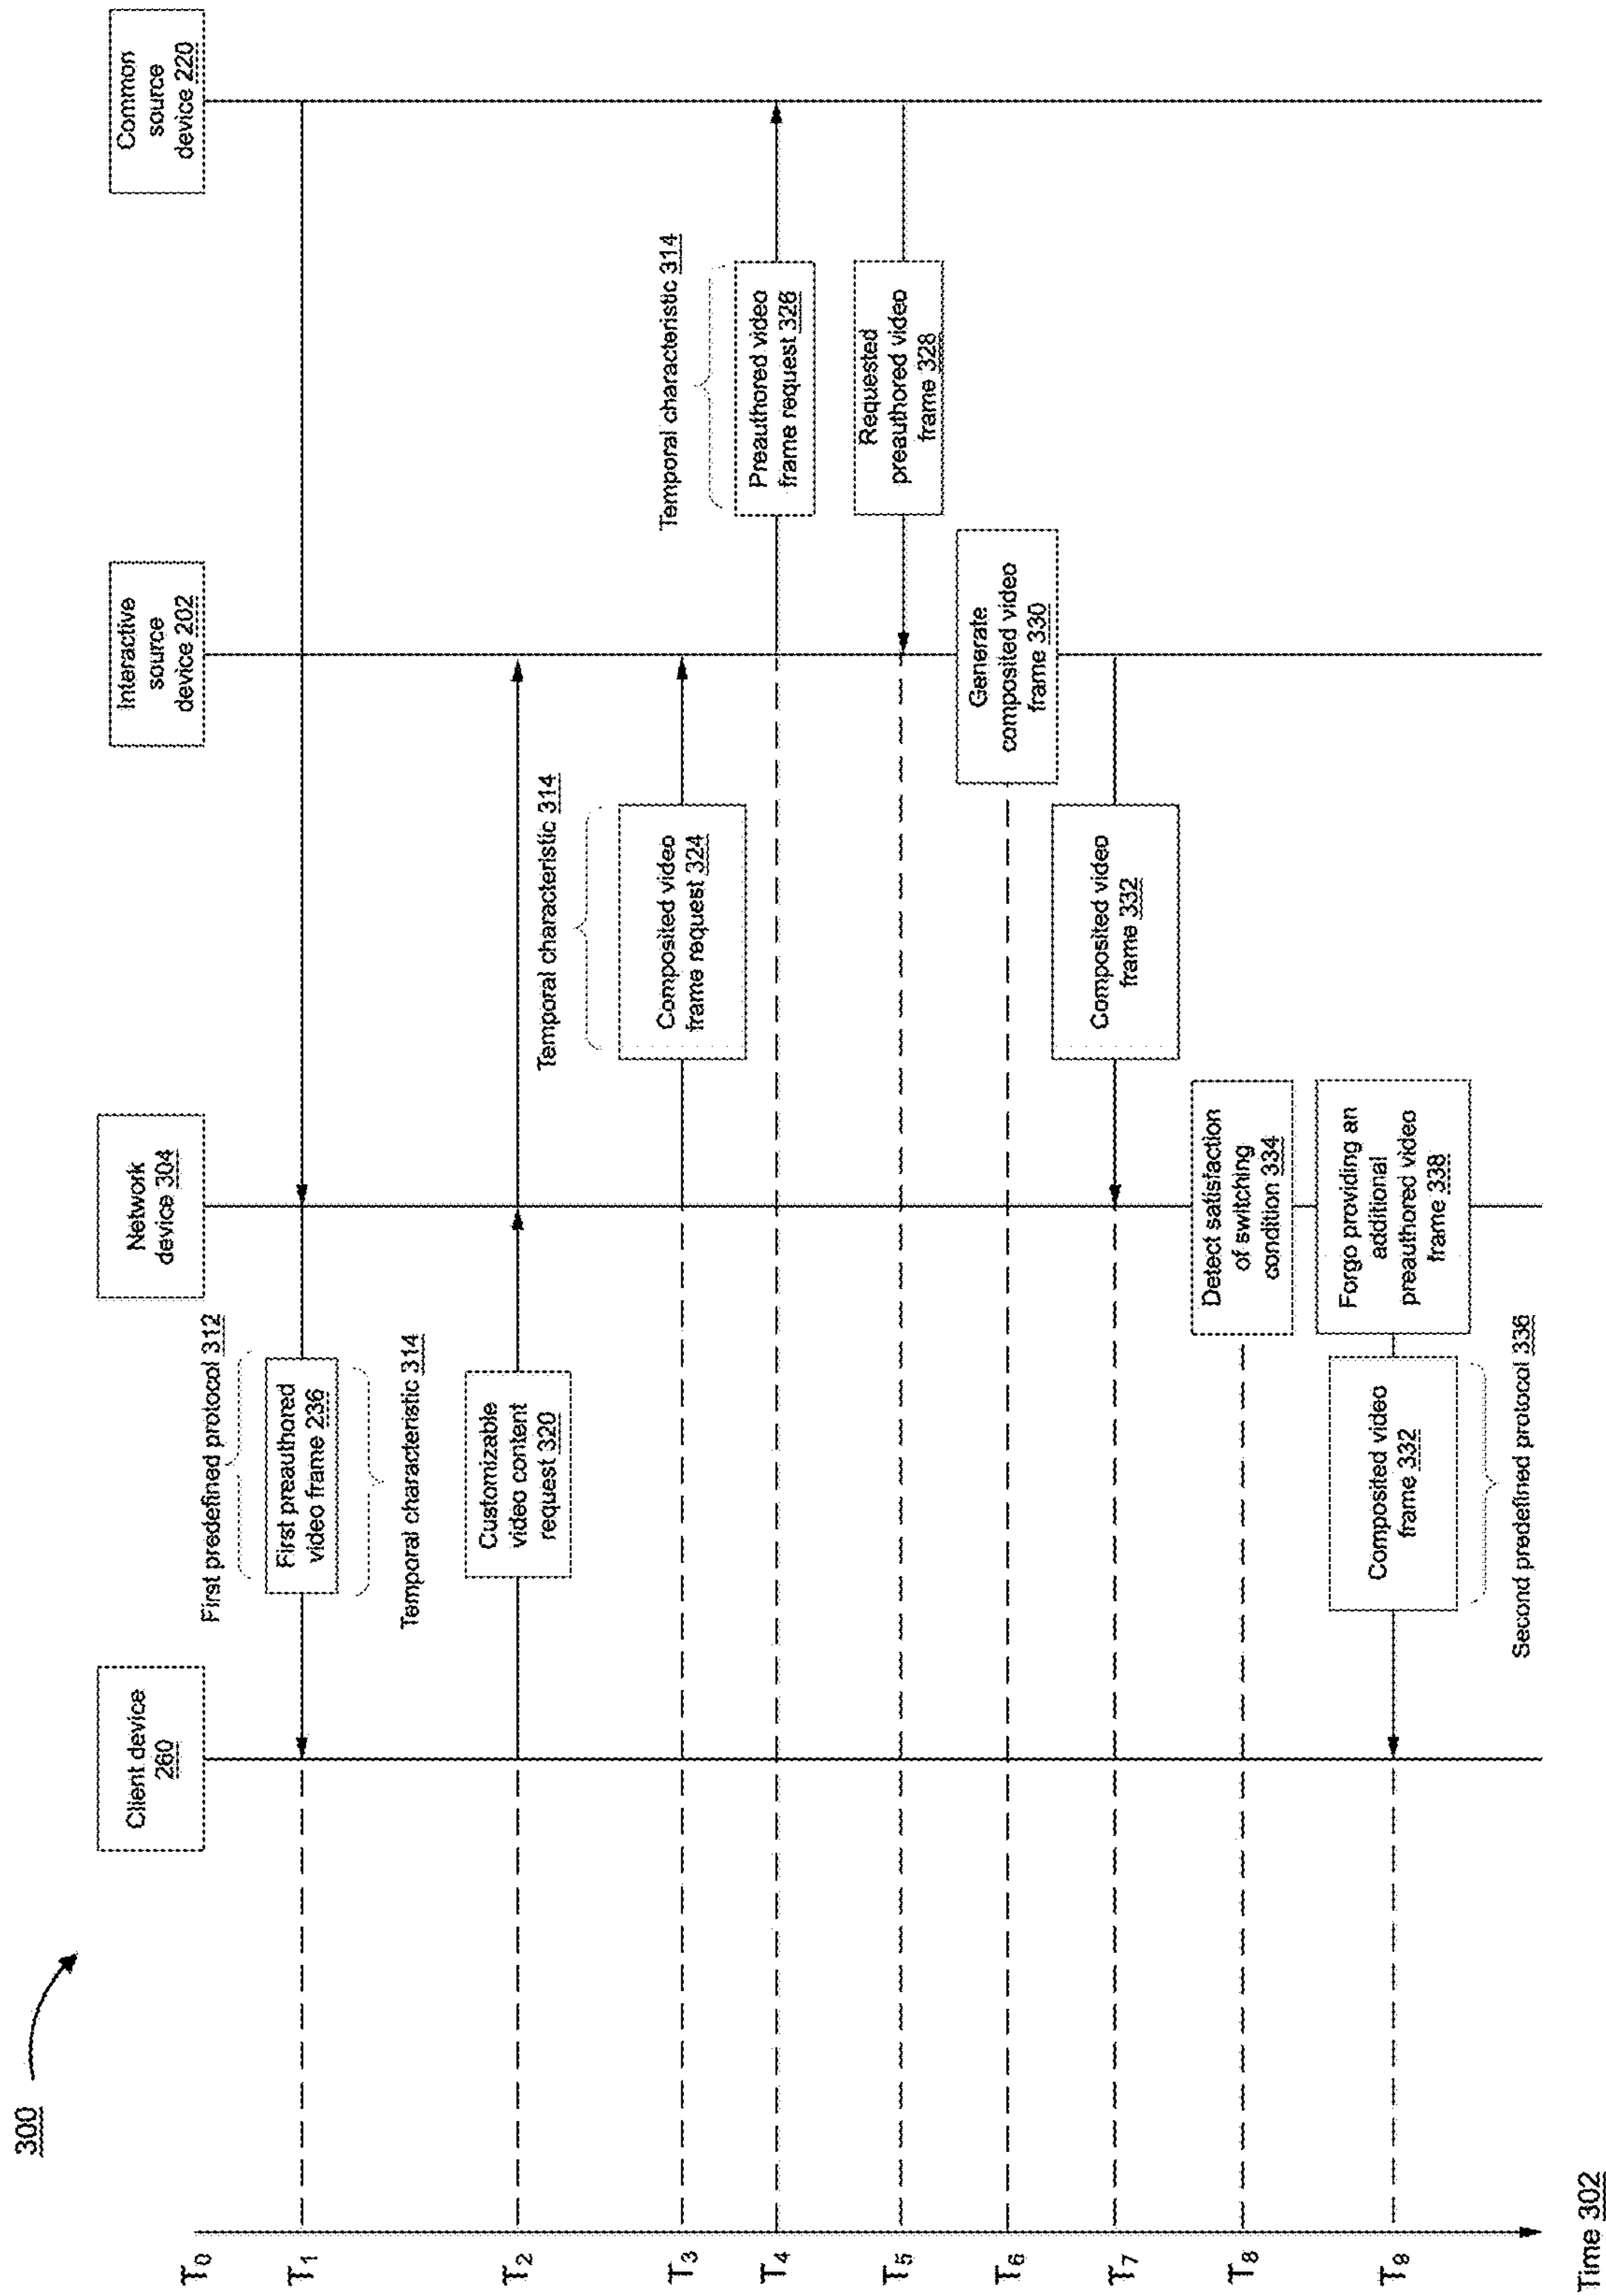 300
Client device
260
Network
device 304
Interactive
source
device 202
Common
source
device 220
T0
T1
First predefined protocol 312
First preauthored
video frame 236
Temporal characteristic 314
T2
Customizable
video content
request 320
T3
Temporal characteristic 314
Composited video
frame request 324
T4
Temporal characteristic 314
Preauthored video
frame request 326
T5
Requested
preauthored video
frame 328
T6
Generate
composited video
frame 330
T7
Composited video
frame 332
T8
Detect satisfaction
of switching
condition 334
T9
Forgo providing an
additional
preauthored video
frame 338
Composited video
frame 332
Second predefined protocol 336
Time 302